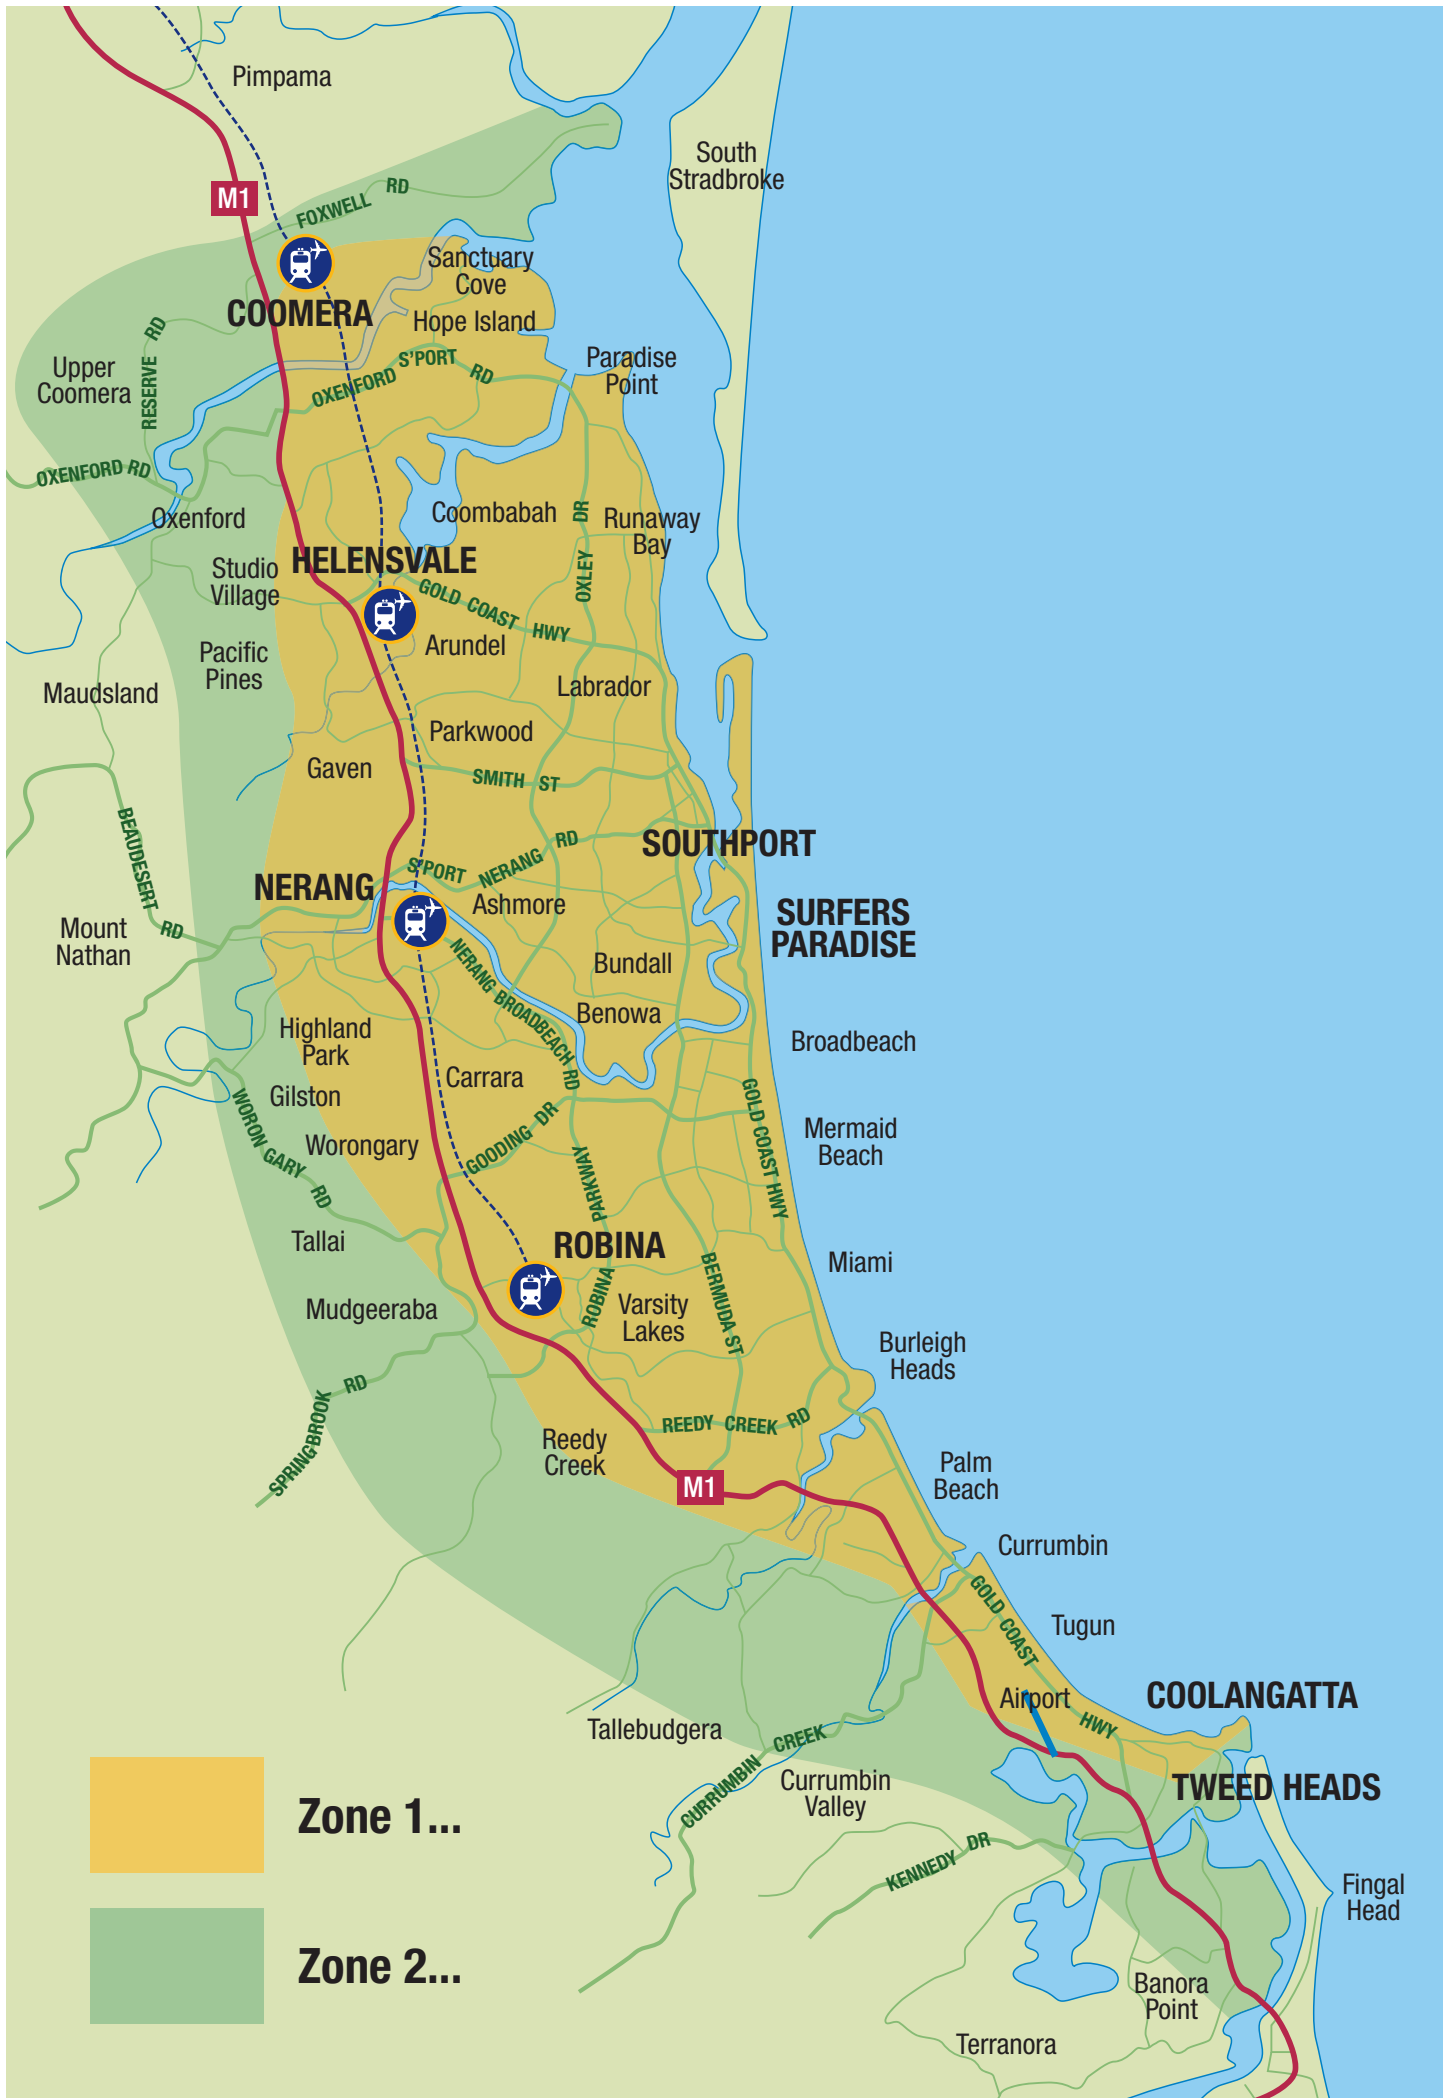 Pimpama
South
Stradbroke
M1
FOXWELL RD
Sanctuary
Cove
COOMERA
Hope Island
RESERVE RD
Upper
Coomera
OXENFORD S'PORT RD
Paradise
Point
OXENFORD RD
Oxenford
Coombabah
OXLEY DR
Runaway
Bay
HELENSVALE
Studio
Village
GOLD COAST HWY
Arundel
Pacific
Pines
Maudsland
Labrador
Parkwood
Gaven
SMITH ST
BEAUDESERT RD
SOUTHPORT
S'PORT NERANG RD
NERANG
Ashmore
SURFERS
PARADISE
Mount
Nathan
NERANG BROADBEACH RD
Bundall
Benowa
Highland
Park
Broadbeach
Carrara
Gilston
WORON GARY RD
GOLD COAST HWY
Mermaid
Beach
Worongary
GOODING DR
ROBINA PARKWAY
Tallai
ROBINA
Miami
BERMUDA ST
Mudgeeraba
Varsity
Lakes
Burleigh
Heads
SPRINGBROOK RD
REEDY CREEK RD
Reedy
Creek
M1
Palm
Beach
Currumbin
GOLD COAST HWY
Tugun
Airport
COOLANGATTA
Tallebudgera
CURRUMBIN CREEK
Currumbin
Valley
TWEED HEADS
Zone 1...
KENNEDY DR
Fingal
Head
Zone 2...
Banora
Point
Terranora